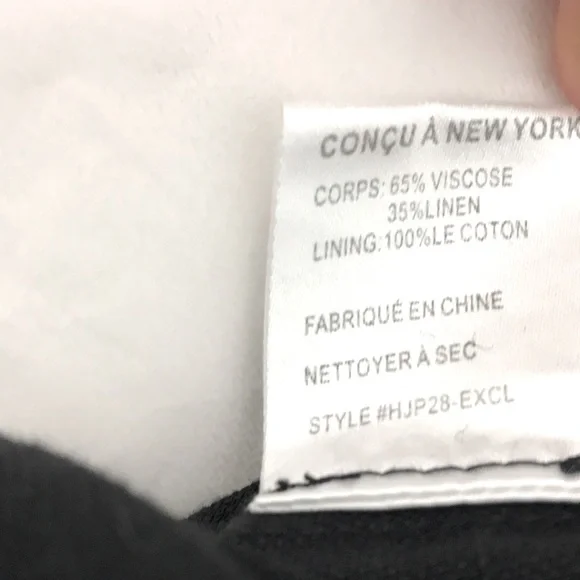 CONÇU À NEW YORK
CORPS: 65% VISCOSE
35%LINEN
LINING:100%LE COTON
FABRIQUÉ EN CHINE
NETTOYER À SEC
STYLE #HJP28-EXCL